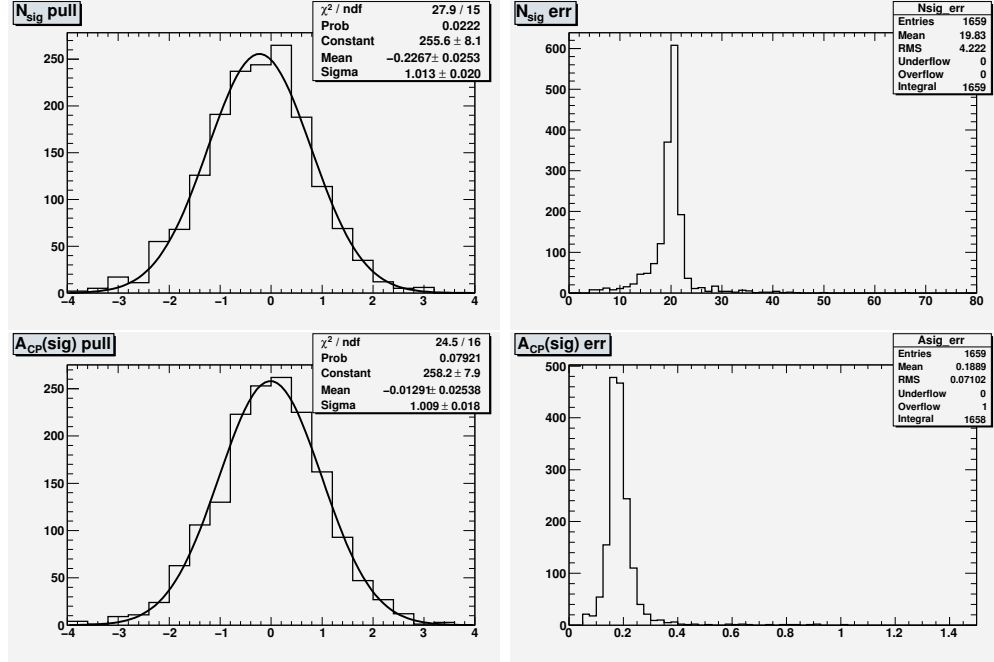 N_sig pull
χ² / ndf 27.9 / 15
Prob 0.0222
Constant 255.6 ± 8.1
Mean −0.2267± 0.0253
Sigma 1.013 ± 0.020
250
200
150
100
50
0
−4 −3 −2 −1 0 1 2 3 4
N_sig err
Nsig_err
Entries 1659
Mean 19.83
RMS 4.222
Underflow 0
Overflow 0
Integral 1659
600
500
400
300
200
100
0
0 10 20 30 40 50 60 70 80
A_CP(sig) pull
χ² / ndf 24.5 / 16
Prob 0.07921
Constant 258.2 ± 7.9
Mean −0.01291± 0.02538
Sigma 1.009 ± 0.018
250
200
150
100
50
0
−4 −3 −2 −1 0 1 2 3 4
A_CP(sig) err
Asig_err
Entries 1659
Mean 0.1889
RMS 0.07102
Underflow 0
Overflow 1
Integral 1658
500
400
300
200
100
0
0 0.2 0.4 0.6 0.8 1 1.2 1.4